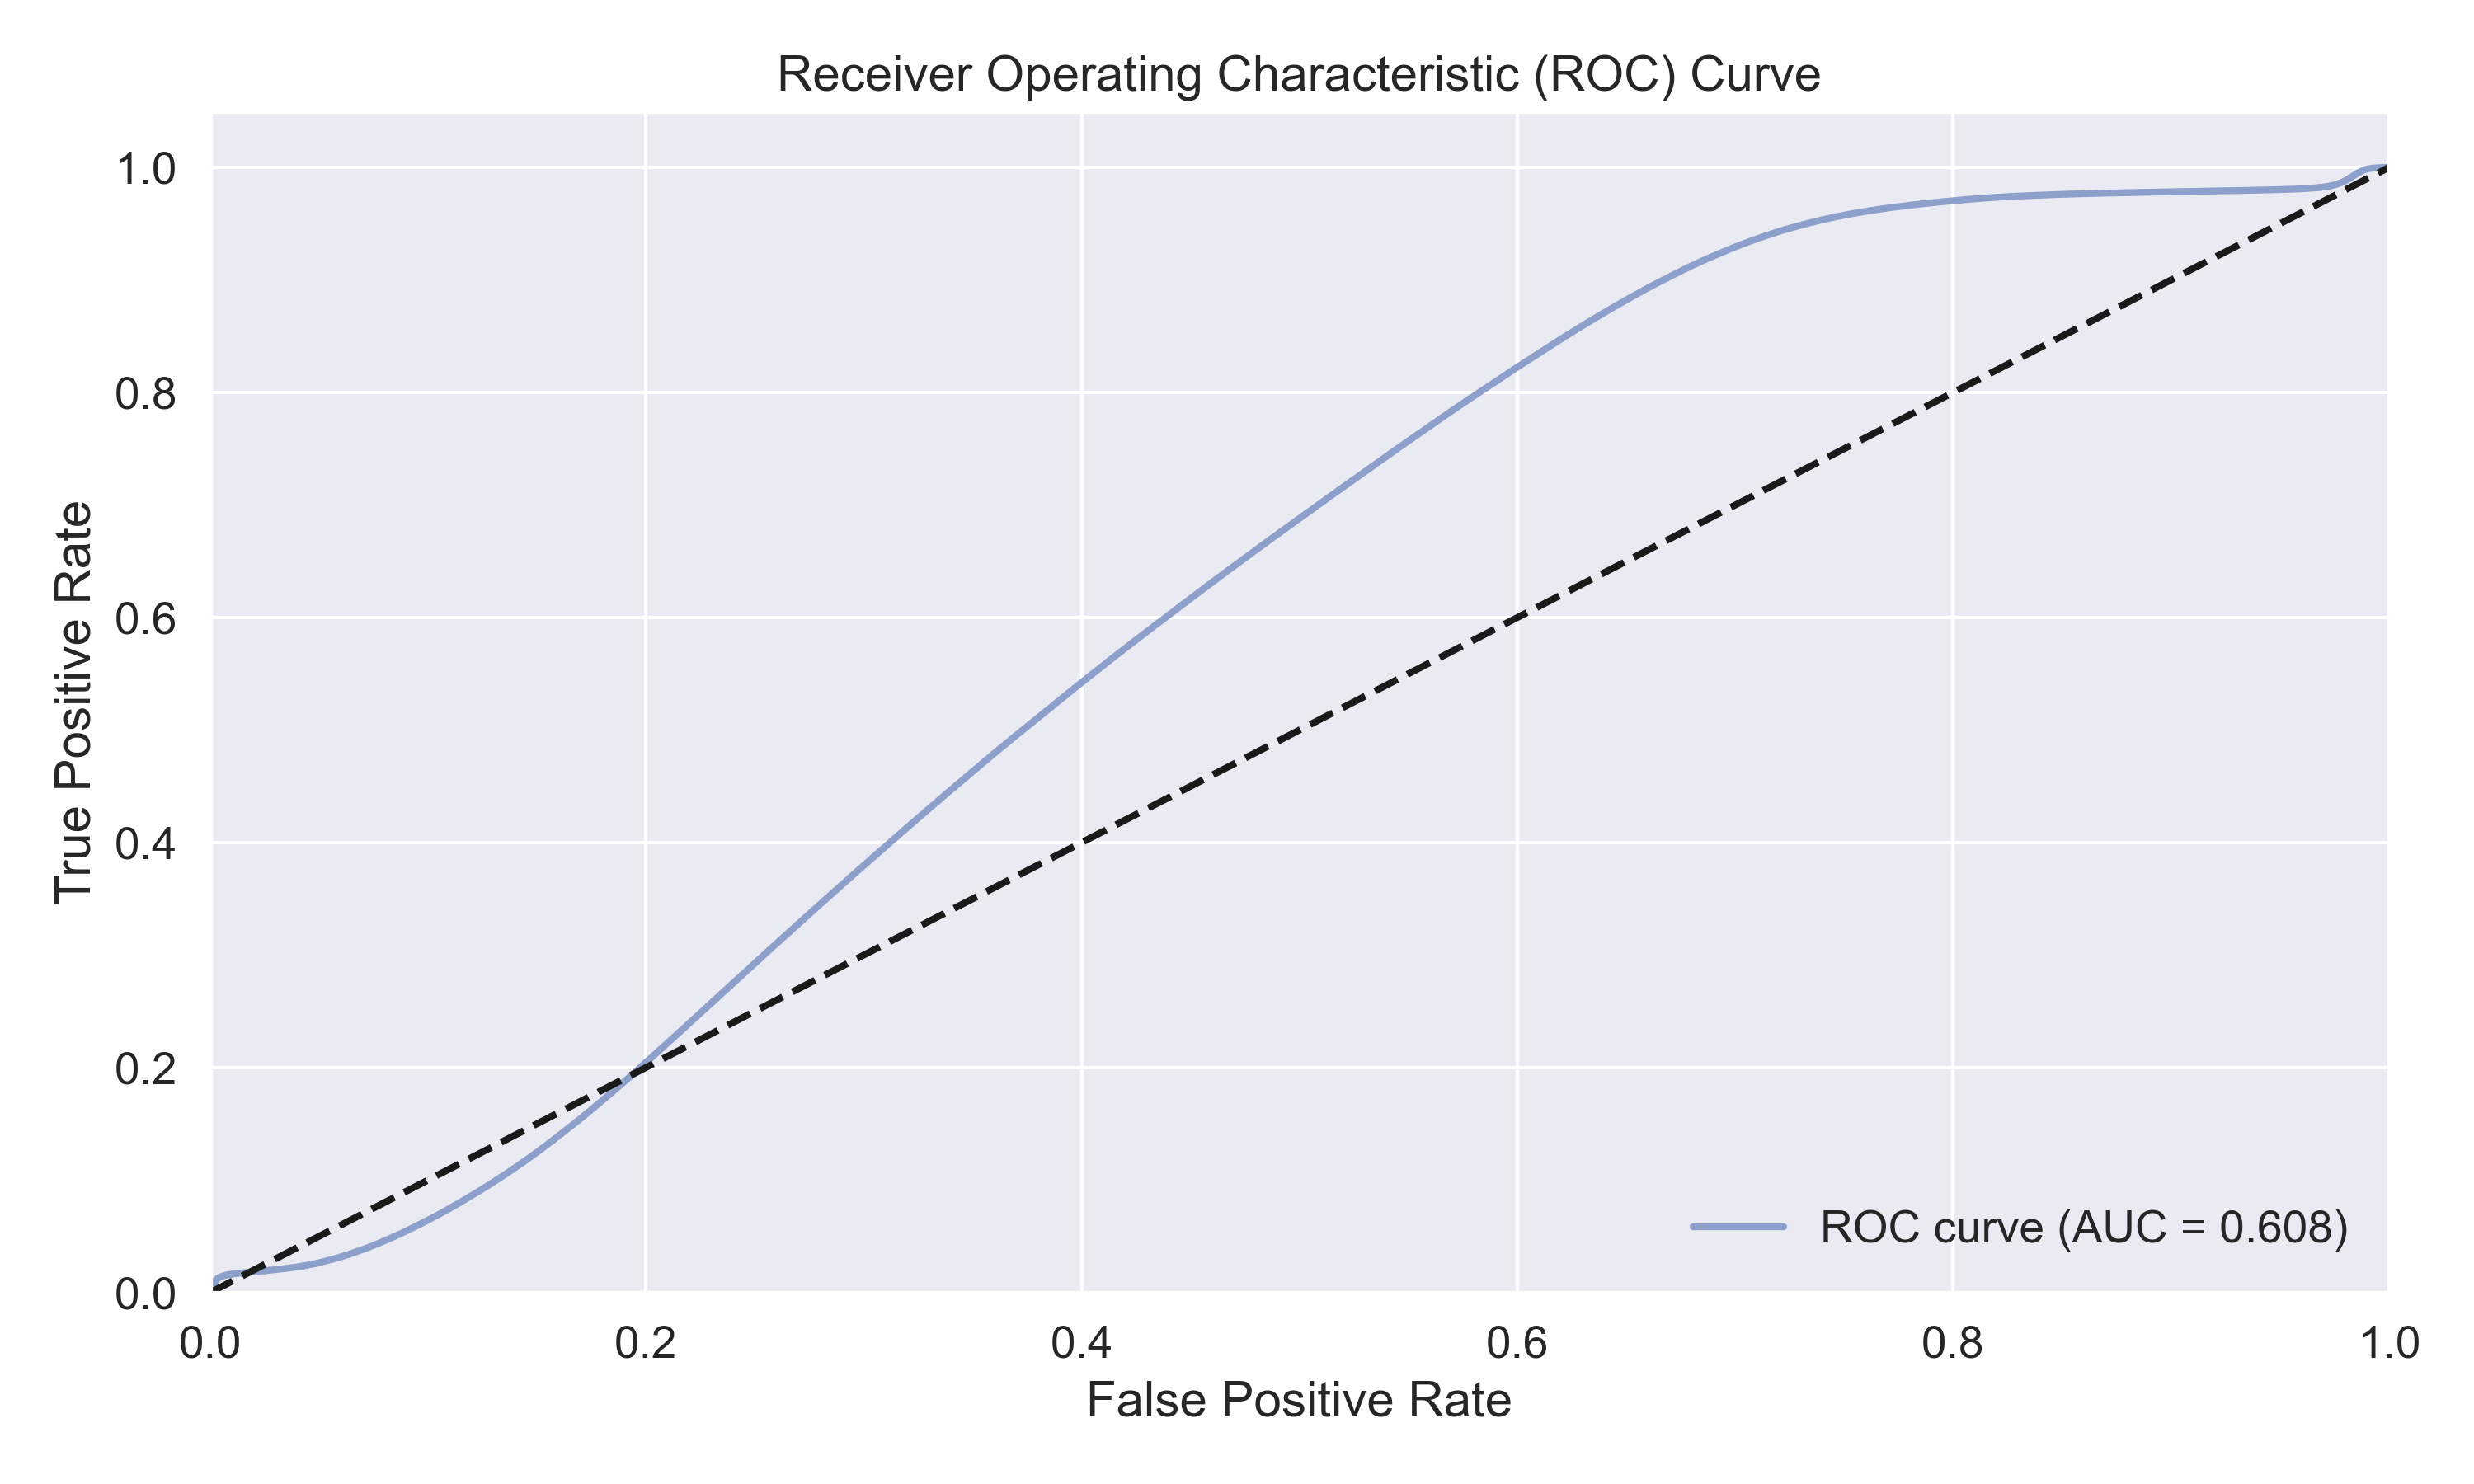 Receiver Operating Characteristic (ROC) Curve
1.0
0.8
0.6
0.4
0.2
0.0
True Positive Rate
ROC curve (AUC = 0.608)
0.0 0.2 0.4 0.6 0.8 1.0
False Positive Rate